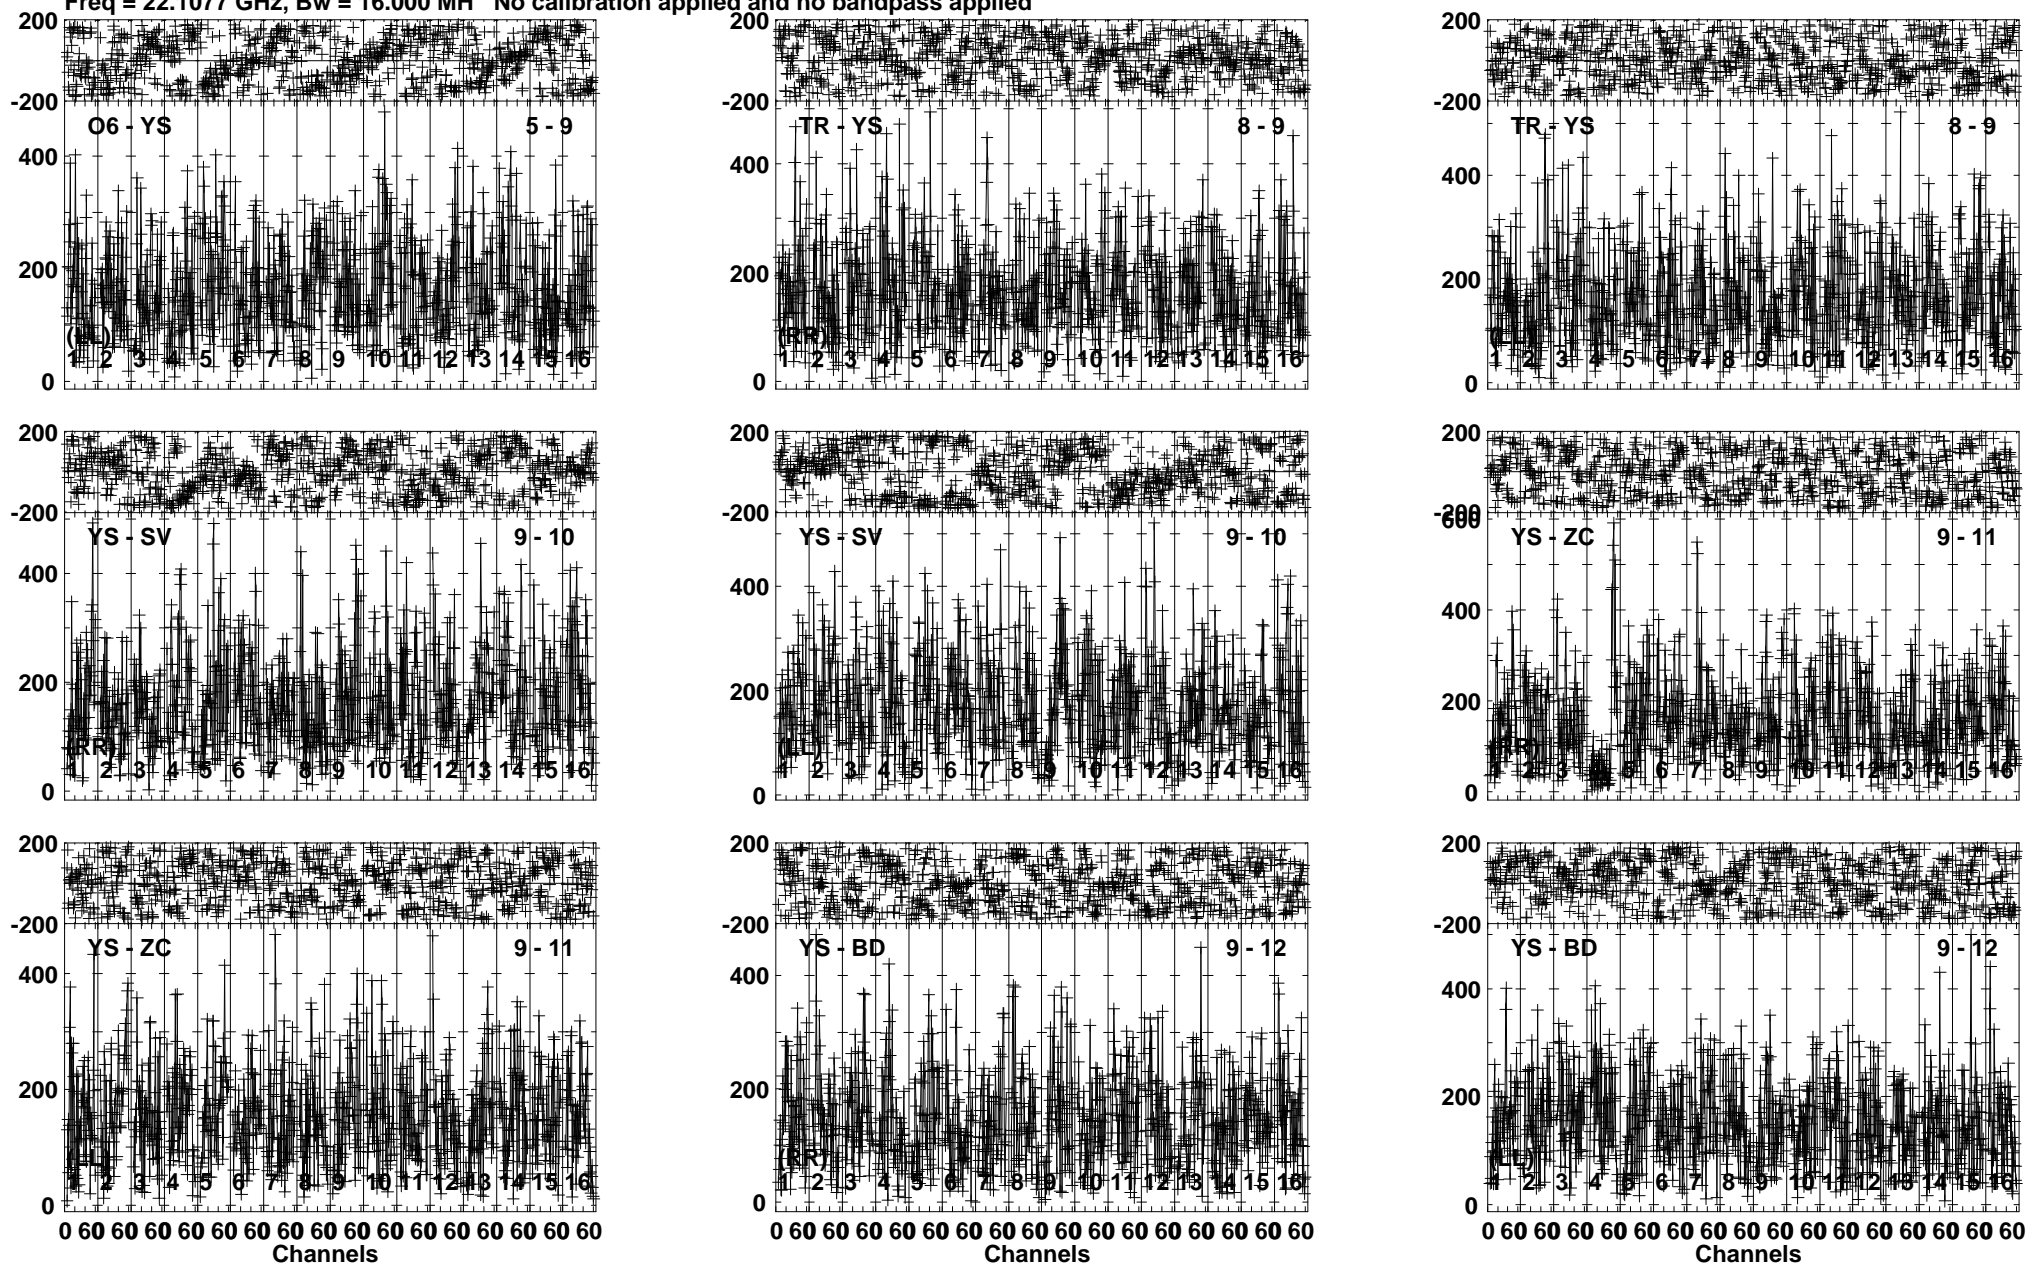 Freq = 22.1077 GHz, Bw = 16.000 MH No calibration applied and no bandpass applied
200 200 200
-200 -200 -200
O6 - YS 5 - 9 TR - YS 8 - 9 TR - YS 8 - 9
400 400 400
200 200 200
(LL) (RR) (LL)
1 2 3 4 5 6 7 8 9 10 11 12 13 14 15 16 1 2 3 4 5 6 7 8 9 10 11 12 13 14 15 16 1 2 3 4 5 6 7 8 9 10 11 12 13 14 15 16
0 0 0
200 200 200
-200 -200 -200
600
YS - SV 9 - 10 YS - SV 9 - 10 YS - ZC 9 - 11
400 400 400
200 200 200
(RR) (LL) (RR)
1 2 3 4 5 6 7 8 9 10 11 12 13 14 15 16 1 2 3 4 5 6 7 8 9 10 11 12 13 14 15 16 1 2 3 4 5 6 7 8 9 10 11 12 13 14 15 16
0 0 0
200 200 200
-200 -200 -200
YS - ZC 9 - 11 YS - BD 9 - 12 YS - BD 9 - 12
400 400 400
200 200 200
(LL) (RR) (LL)
1 2 3 4 5 6 7 8 9 10 11 12 13 14 15 16 1 2 3 4 5 6 7 8 9 10 11 12 13 14 15 16 1 2 3 4 5 6 7 8 9 10 11 12 13 14 15 16
0 0 0
0 60 60 60 60 60 60 60 60 60 60 60 60 60 60 60 60 0 60 60 60 60 60 60 60 60 60 60 60 60 60 60 60 60 0 60 60 60 60 60 60 60 60 60 60 60 60 60 60 60 60
Channels Channels Channels